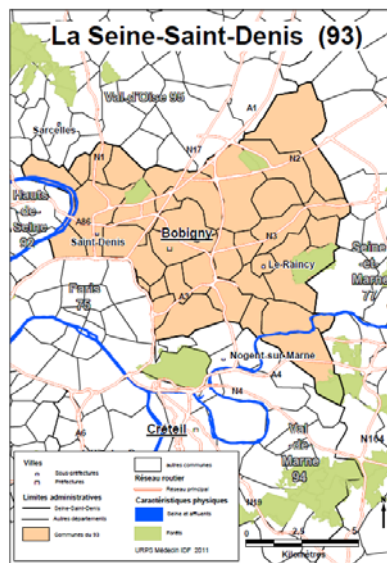 La Seine-Saint-Denis (93)
Val-d'Oise 95
A1
Sarcelles
N17
N1
N2
Hauts
de
Seine
92
A86
Saint-Denis
Bobigny
N3
Le-Raincy
Seine
et
Marne
77
Paris
75
A3
Nogent-sur-Marne
A4
N4
A6
Créteil
Val
de
Marne
94
N104
N19
Villes
Sous-préfectures
Préfectures
Limites administratives
Seine-Saint-Denis
Autres départements
Communes du 93
autres communes
Réseau routier
Réseau principal
Caractéristiques physiques
Seine et affluents
Forêts
URPS Médecin IDF 2011
N
0 2,5 5
Kilomètres